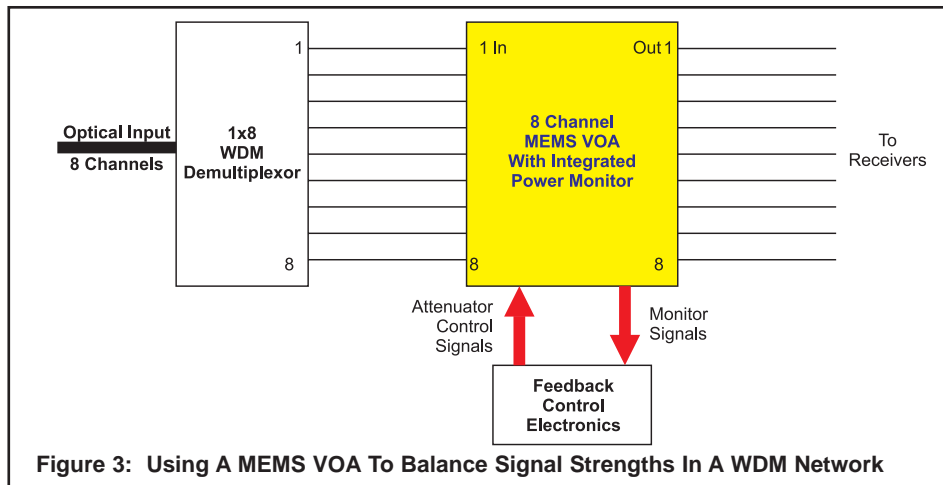 1
1 In
Out 1
Optical Input
8 Channels
1x8
WDM
Demultiplexor
8 Channel
MEMS VOA
With Integrated
Power Monitor
To
Receivers
8
8
8
Attenuator
Control
Signals
Monitor
Signals
Feedback
Control
Electronics
Figure 3: Using A MEMS VOA To Balance Signal Strengths In A WDM Network